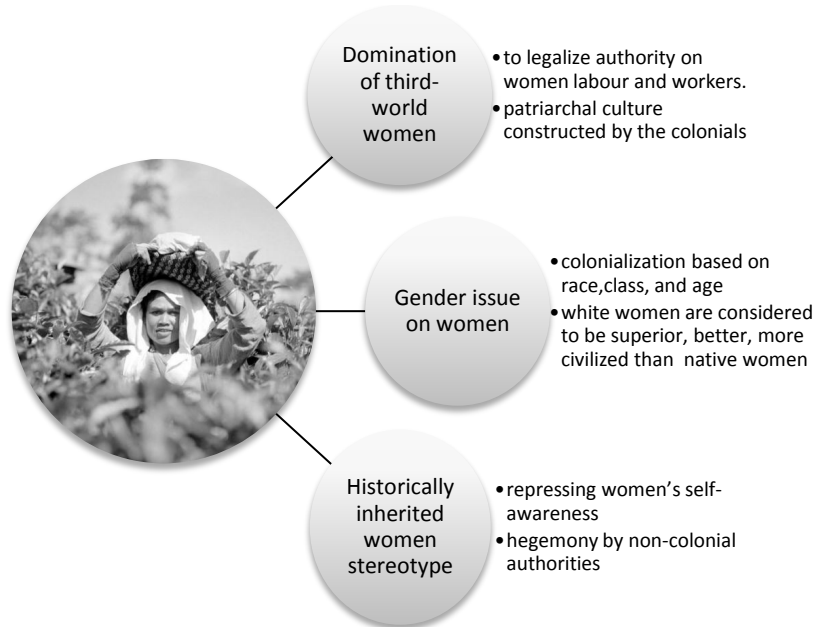 Domination
of third-
world
women
•to legalize authority on
women labour and workers.
•patriarchal culture
constructed by the colonials
Gender issue
on women
•colonialization based on
race,class, and age
•white women are considered
to be superior, better, more
civilized than native women
Historically
inherited
women
stereotype
•repressing women’s self-
awareness
•hegemony by non-colonial
authorities